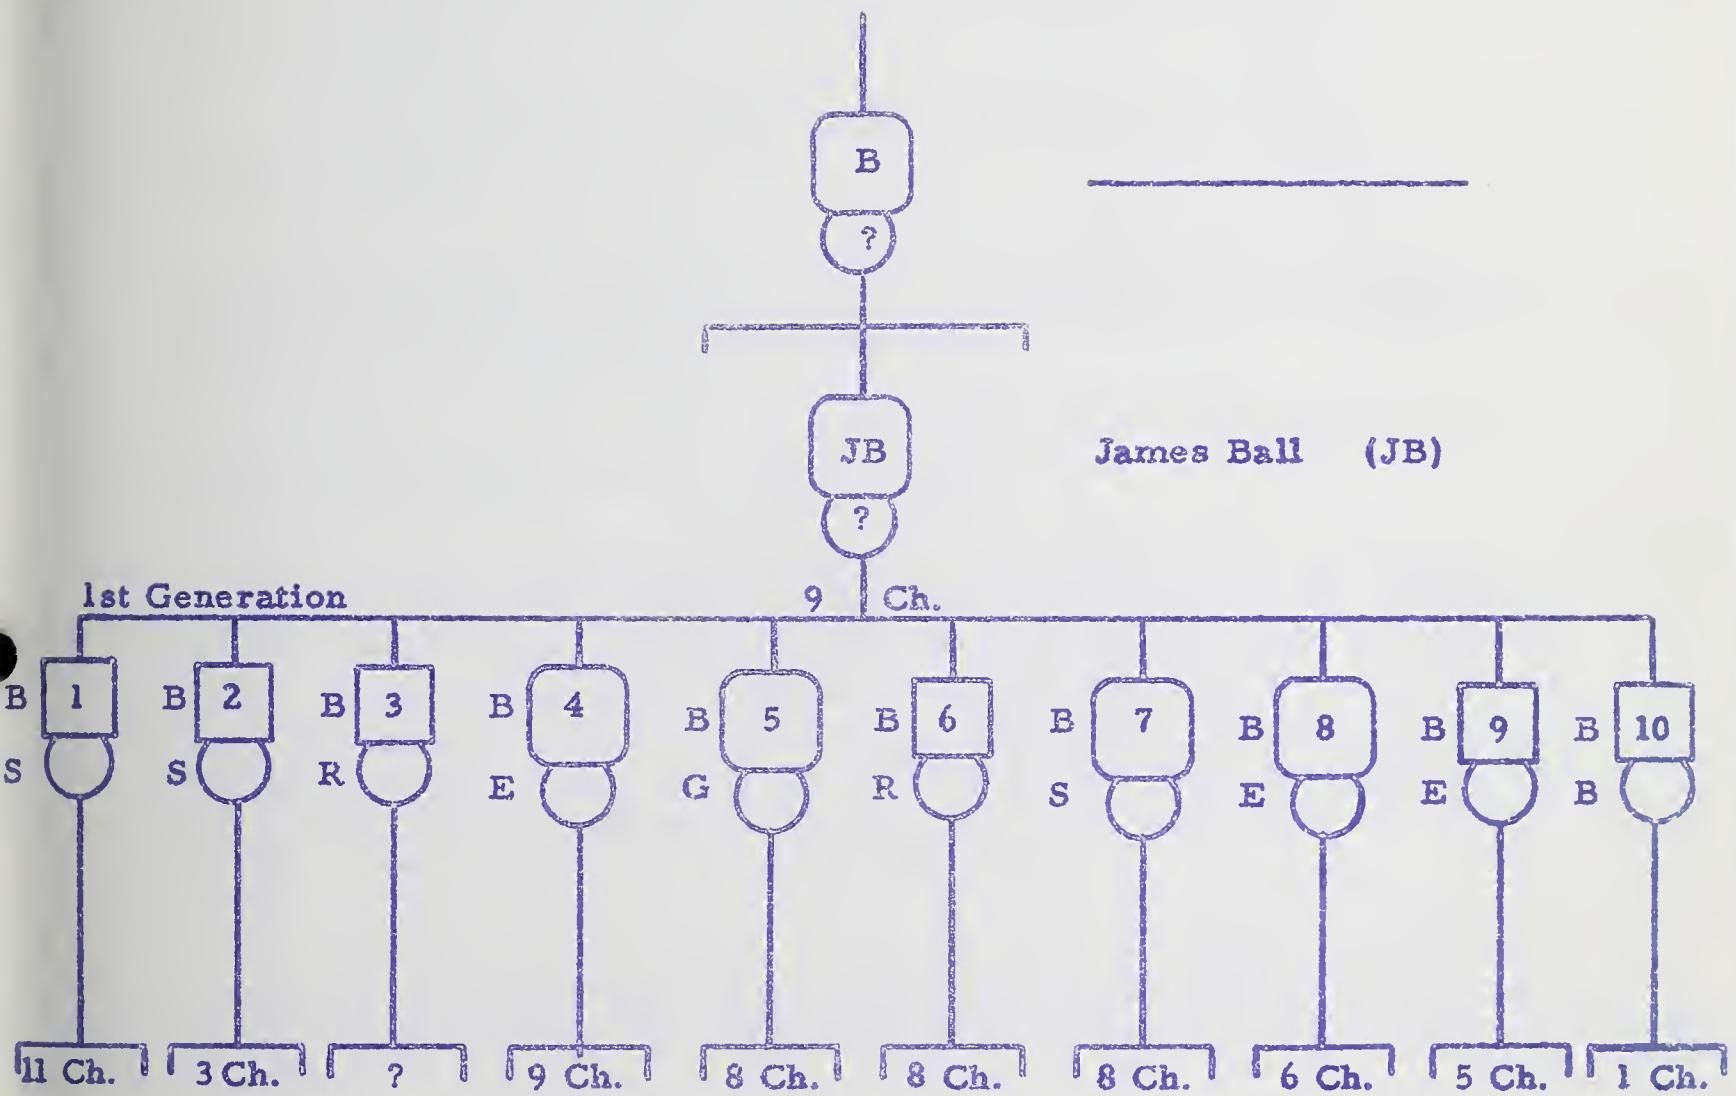 B
?
JB
James Ball (JB)
?
1st Generation 9 Ch.
B 1 B 2 B 3 B 4 B 5 B 6 B 7 B 8 B 9 B 10
S S R E G R S E E B
11 Ch. 3 Ch. ? 9 Ch. 8 Ch. 8 Ch. 8 Ch. 6 Ch. 5 Ch. 1 Ch.